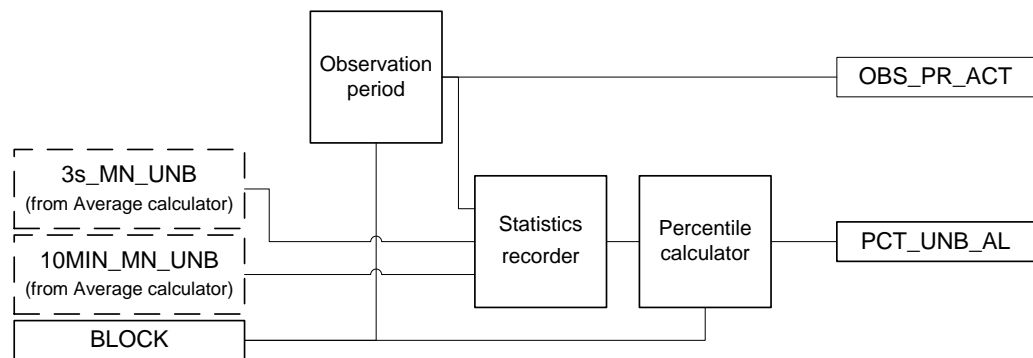 Observation
period
OBS_PR_ACT
3s_MN_UNB
(from Average calculator)
Statistics
recorder
Percentile
calculator
PCT_UNB_AL
10MIN_MN_UNB
(from Average calculator)
BLOCK